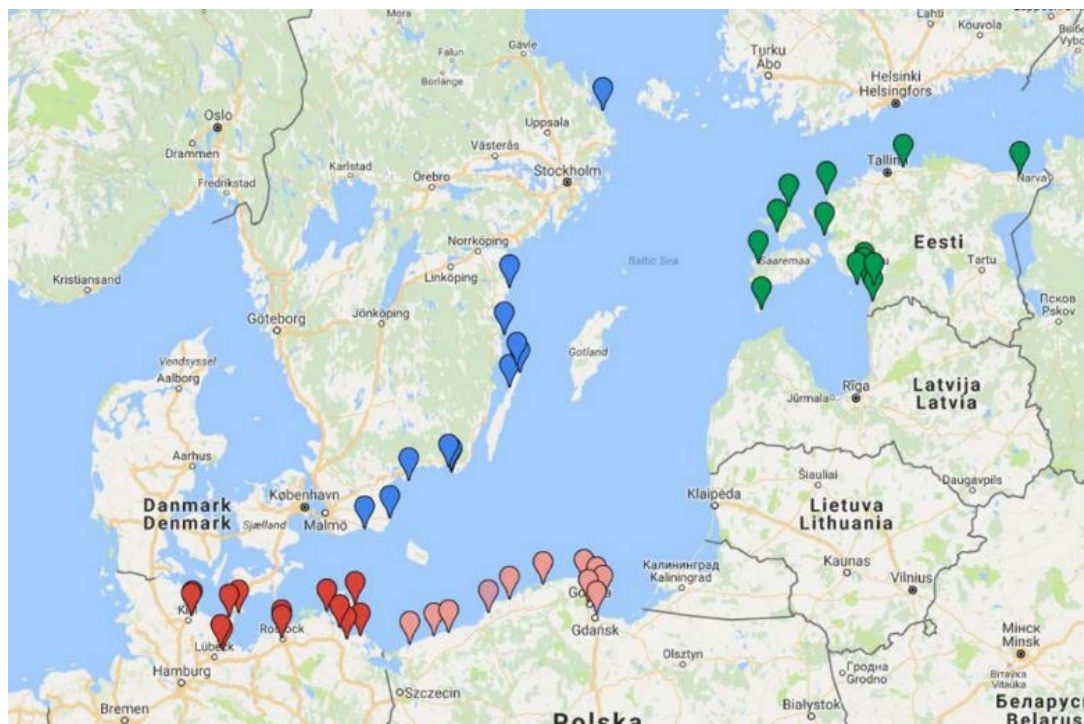 Mora
Gävle
Lahti
Kouvola
Falun
Borlänge
Turku
Åbo
Helsinki
Helsingfors
Oslo
Drammen
Uppsala
Västerås
Karlstad
Örebro
Stockholm
Fredrikstad
Tallinn
Narva
Norrköping
Linköping
Baltic Sea
Saaremaa
Eesti
Tartu
Kristiansand
Псков
Pskov
Göteborg
Jönköping
Gotland
Vendsyssel
Aalborg
Rīga
Jūrmala
Latvija
Latvia
Aarhus
Šiauliai
Daugavpils
København
Malmö
Danmark
Denmark
Sjælland
Klaipėda
Lietuva
Lithuania
Калининград
Kaliningrad
Kaunas
Vilnius
Gdańsk
Rostock
Lübeck
Hamburg
Мінск
Minsk
Olsztyn
Гродна
Grodno
Віцебск
Szczecin
Białystok
Bremen
Polska
Беларусь
Belarus